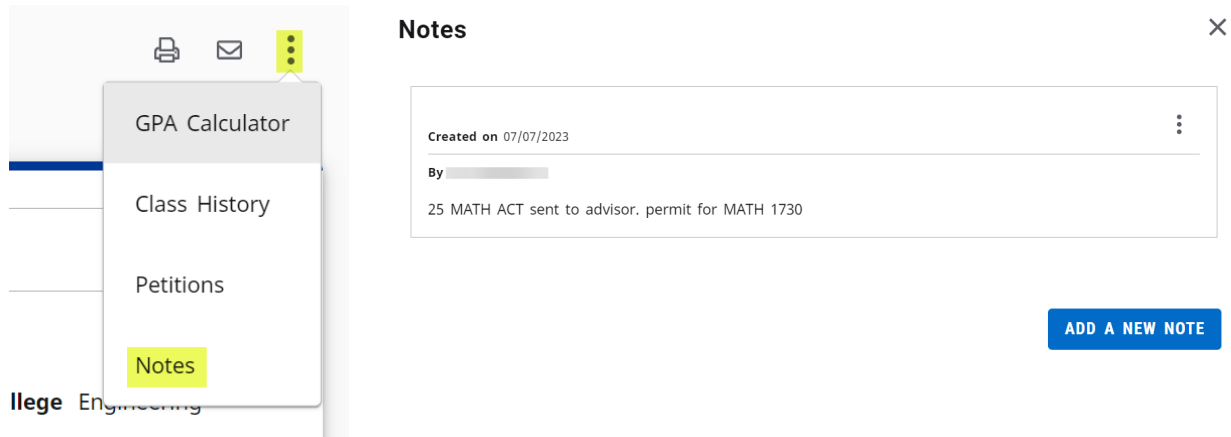 GPA Calculator
Class History
Petitions
Notes
llege Engineering
Notes
Created on 07/07/2023
By
25 MATH ACT sent to advisor. permit for MATH 1730
ADD A NEW NOTE